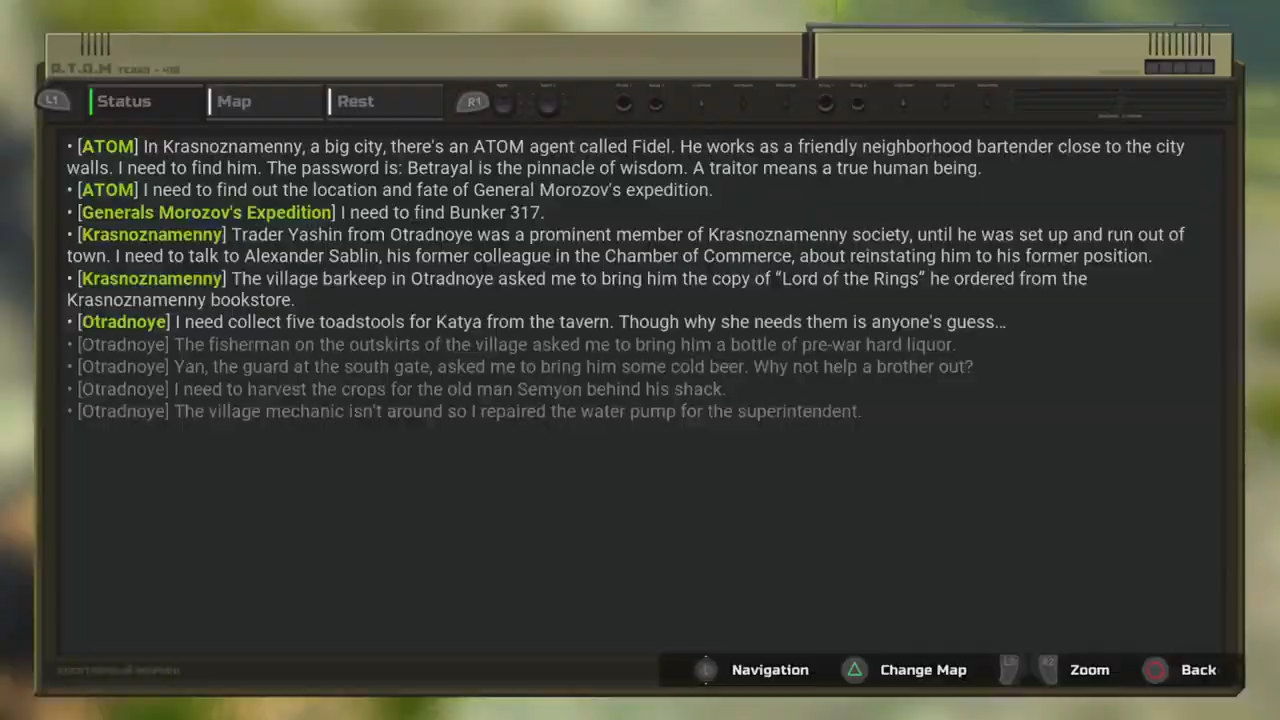 A.T.O.M
L1
Status
Map
Rest
R1
• [ATOM] In Krasnoznamenny, a big city, there's an ATOM agent called Fidel. He works as a friendly neighborhood bartender close to the city
walls. I need to find him. The password is: Betrayal is the pinnacle of wisdom. A traitor means a true human being.
• [ATOM] I need to find out the location and fate of General Morozov's expedition.
• [Generals Morozov's Expedition] I need to find Bunker 317.
• [Krasnoznamenny] Trader Yashin from Otradnoye was a prominent member of Krasnoznamenny society, until he was set up and run out of
town. I need to talk to Alexander Sablin, his former colleague in the Chamber of Commerce, about reinstating him to his former position.
• [Krasnoznamenny] The village barkeep in Otradnoye asked me to bring him the copy of “Lord of the Rings” he ordered from the
Krasnoznamenny bookstore.
• [Otradnoye] I need collect five toadstools for Katya from the tavern. Though why she needs them is anyone's guess...
• [Otradnoye] The fisherman on the outskirts of the village asked me to bring him a bottle of pre-war hard liquor.
• [Otradnoye] Yan, the guard at the south gate, asked me to bring him some cold beer. Why not help a brother out?
• [Otradnoye] I need to harvest the crops for the old man Semyon behind his shack.
• [Otradnoye] The village mechanic isn't around so I repaired the water pump for the superintendent.
L Navigation Change Map L2 R2 Zoom Back